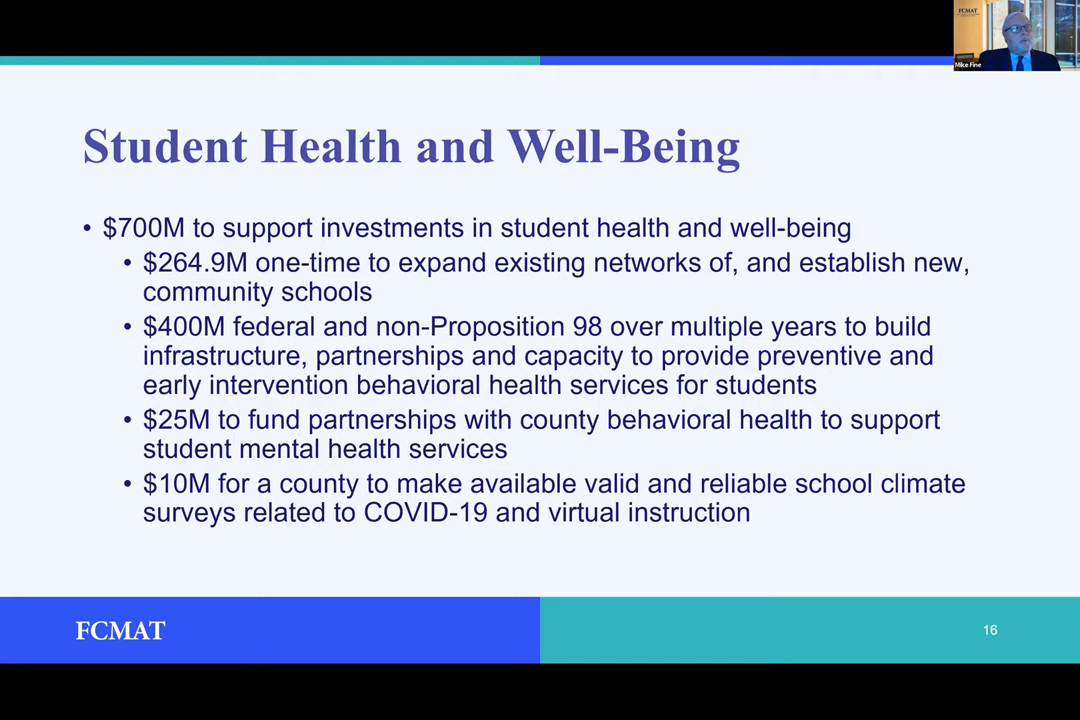 FCMAT
Mike Fine
Student Health and Well-Being
• $700M to support investments in student health and well-being
• $264.9M one-time to expand existing networks of, and establish new,
community schools
• $400M federal and non-Proposition 98 over multiple years to build
infrastructure, partnerships and capacity to provide preventive and
early intervention behavioral health services for students
• $25M to fund partnerships with county behavioral health to support
student mental health services
• $10M for a county to make available valid and reliable school climate
surveys related to COVID-19 and virtual instruction
FCMAT
16